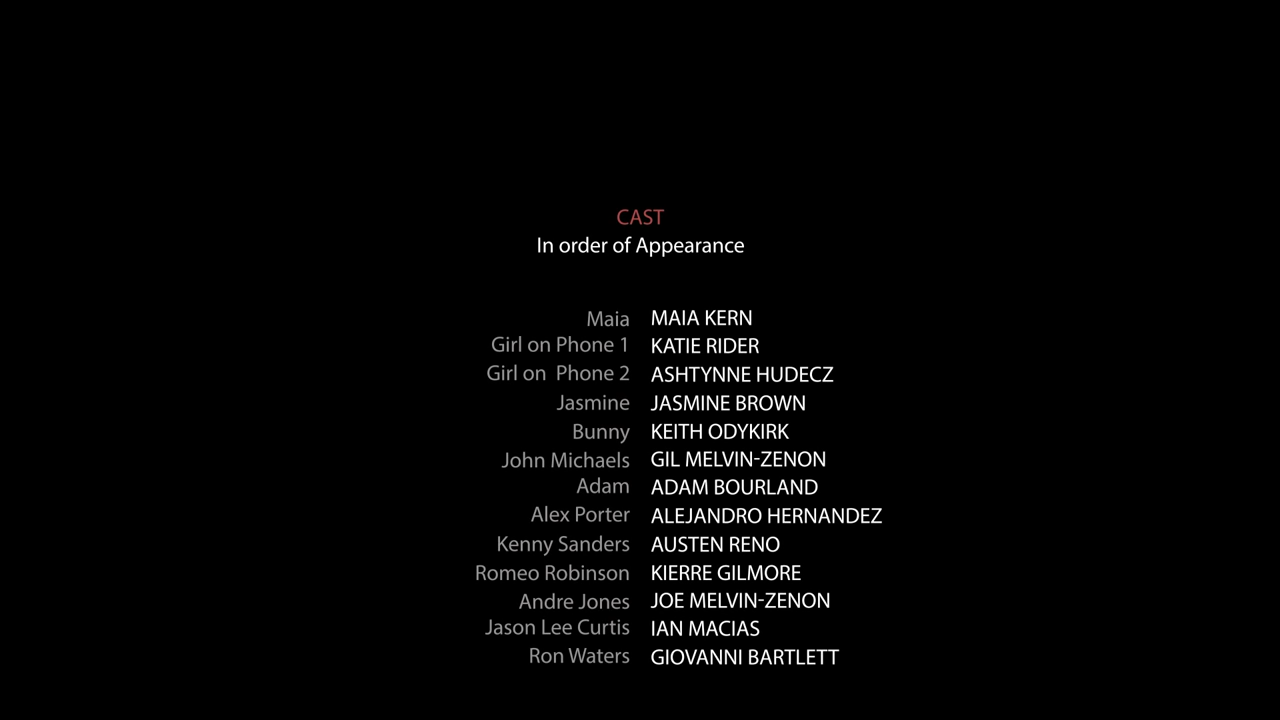 CAST
In order of Appearance
Maia MAIA KERN
Girl on Phone 1 KATIE RIDER
Girl on Phone 2 ASHTYNNE HUDECZ
Jasmine JASMINE BROWN
Bunny KEITH ODYKIRK
John Michaels GIL MELVIN-ZENON
Adam ADAM BOURLAND
Alex Porter ALEJANDRO HERNANDEZ
Kenny Sanders AUSTEN RENO
Romeo Robinson KIERRE GILMORE
Andre Jones JOE MELVIN-ZENON
Jason Lee Curtis IAN MACIAS
Ron Waters GIOVANNI BARTLETT